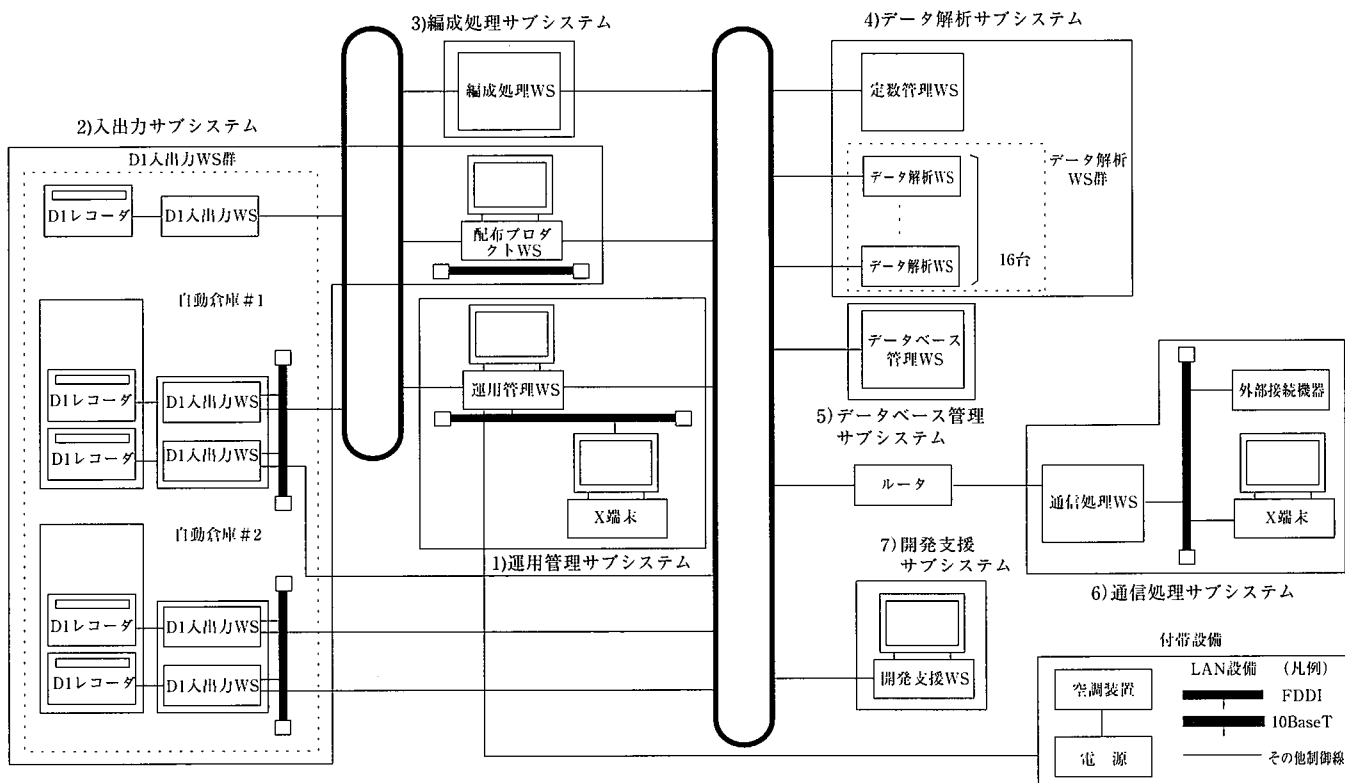 3)編成処理サブシステム
編成処理WS
4)データ解析サブシステム
定数管理WS
データ解析WS
データ解析WS
16台
データ解析
WS群
2)入出力サブシステム
D1入出力WS群
D1レコーダ
D1入出力WS
配布プロダ
クトWS
自動倉庫#1
D1レコーダ
D1入出力WS
D1レコーダ
D1入出力WS
運用管理WS
X端末
1)運用管理サブシステム
データベース
管理WS
5)データベース管理
サブシステム
ルータ
通信処理WS
外部接続機器
X端末
6)通信処理サブシステム
自動倉庫#2
D1レコーダ
D1入出力WS
D1レコーダ
D1入出力WS
7)開発支援
サブシステム
開発支援WS
付帯設備
空調装置
電 源
LAN設備 (凡例)
FDDI
10BaseT
その他制御線